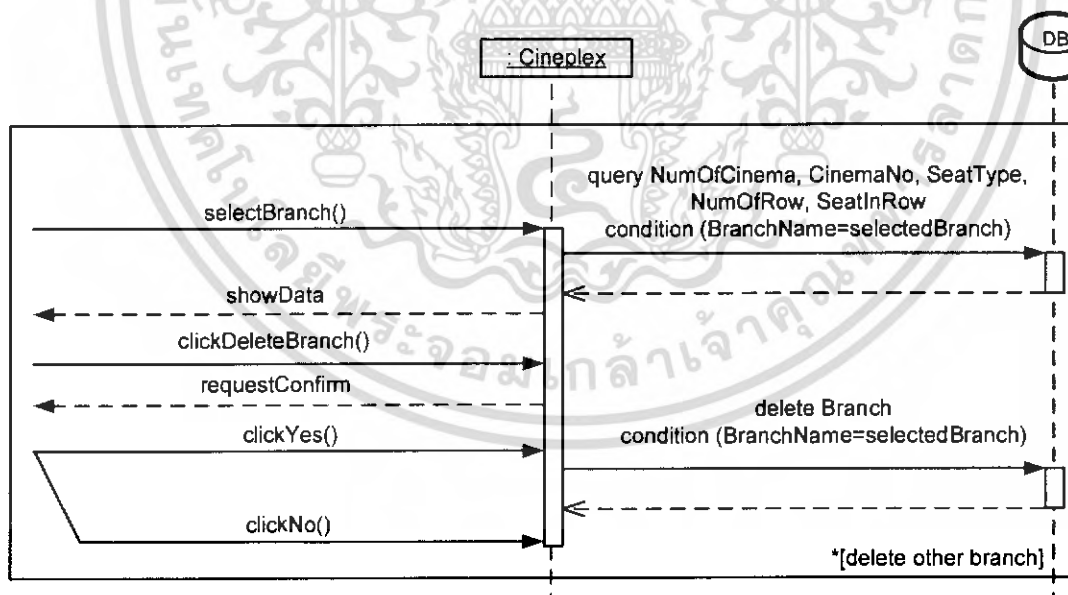 : Cineplex
DB
query NumOfCinema, CinemaNo, SeatType,
NumOfRow, SeatInRow
condition (BranchName=selectedBranch)
selectBranch()
showData
clickDeleteBranch()
requestConfirm
delete Branch
condition (BranchName=selectedBranch)
clickYes()
clickNo()
*[delete other branch]